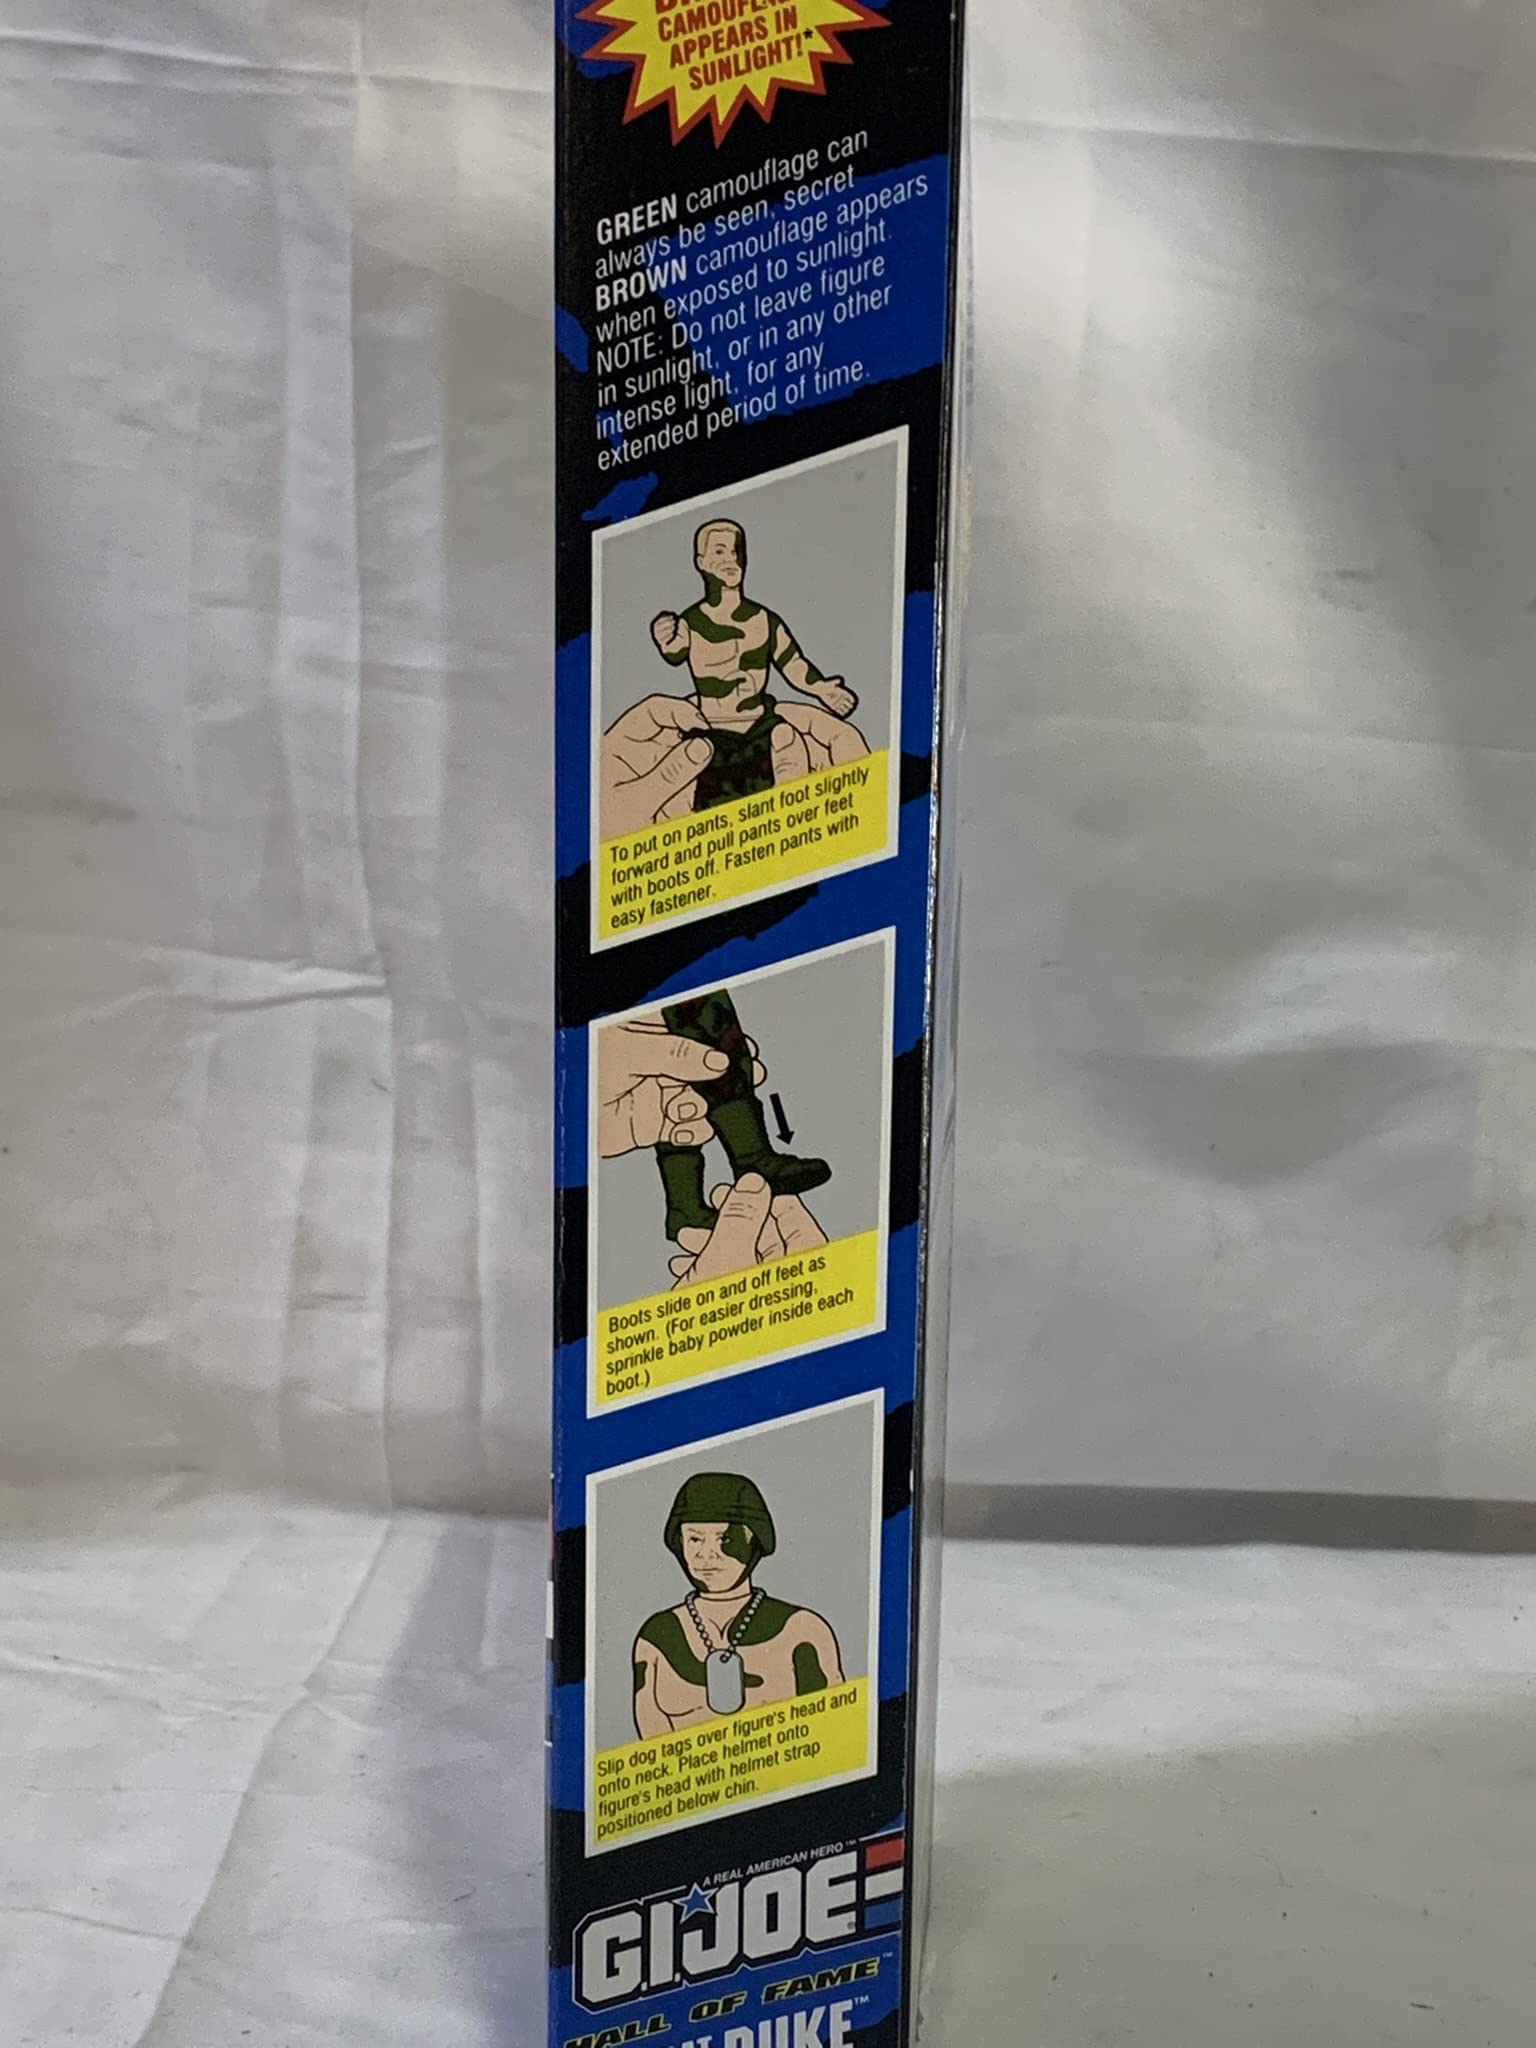 CAMOUFLAGE
APPEARS IN
SUNLIGHT!*
GREEN camouflage can
always be seen, secret
BROWN camouflage appears
when exposed to sunlight.
NOTE: Do not leave figure
in sunlight, or in any other
intense light, for any
extended period of time.
To put on pants, slant foot slightly
forward and pull pants over feet
with boots off. Fasten pants with
easy fastener.
Boots slide on and off feet as
shown. (For easier dressing,
sprinkle baby powder inside each
boot.)
Slip dog tags over figure's head and
onto neck. Place helmet onto
figure's head with helmet strap
positioned below chin.
A REAL AMERICAN HERO™
G.I.JOE®
HALL OF FAME™
DUKE™